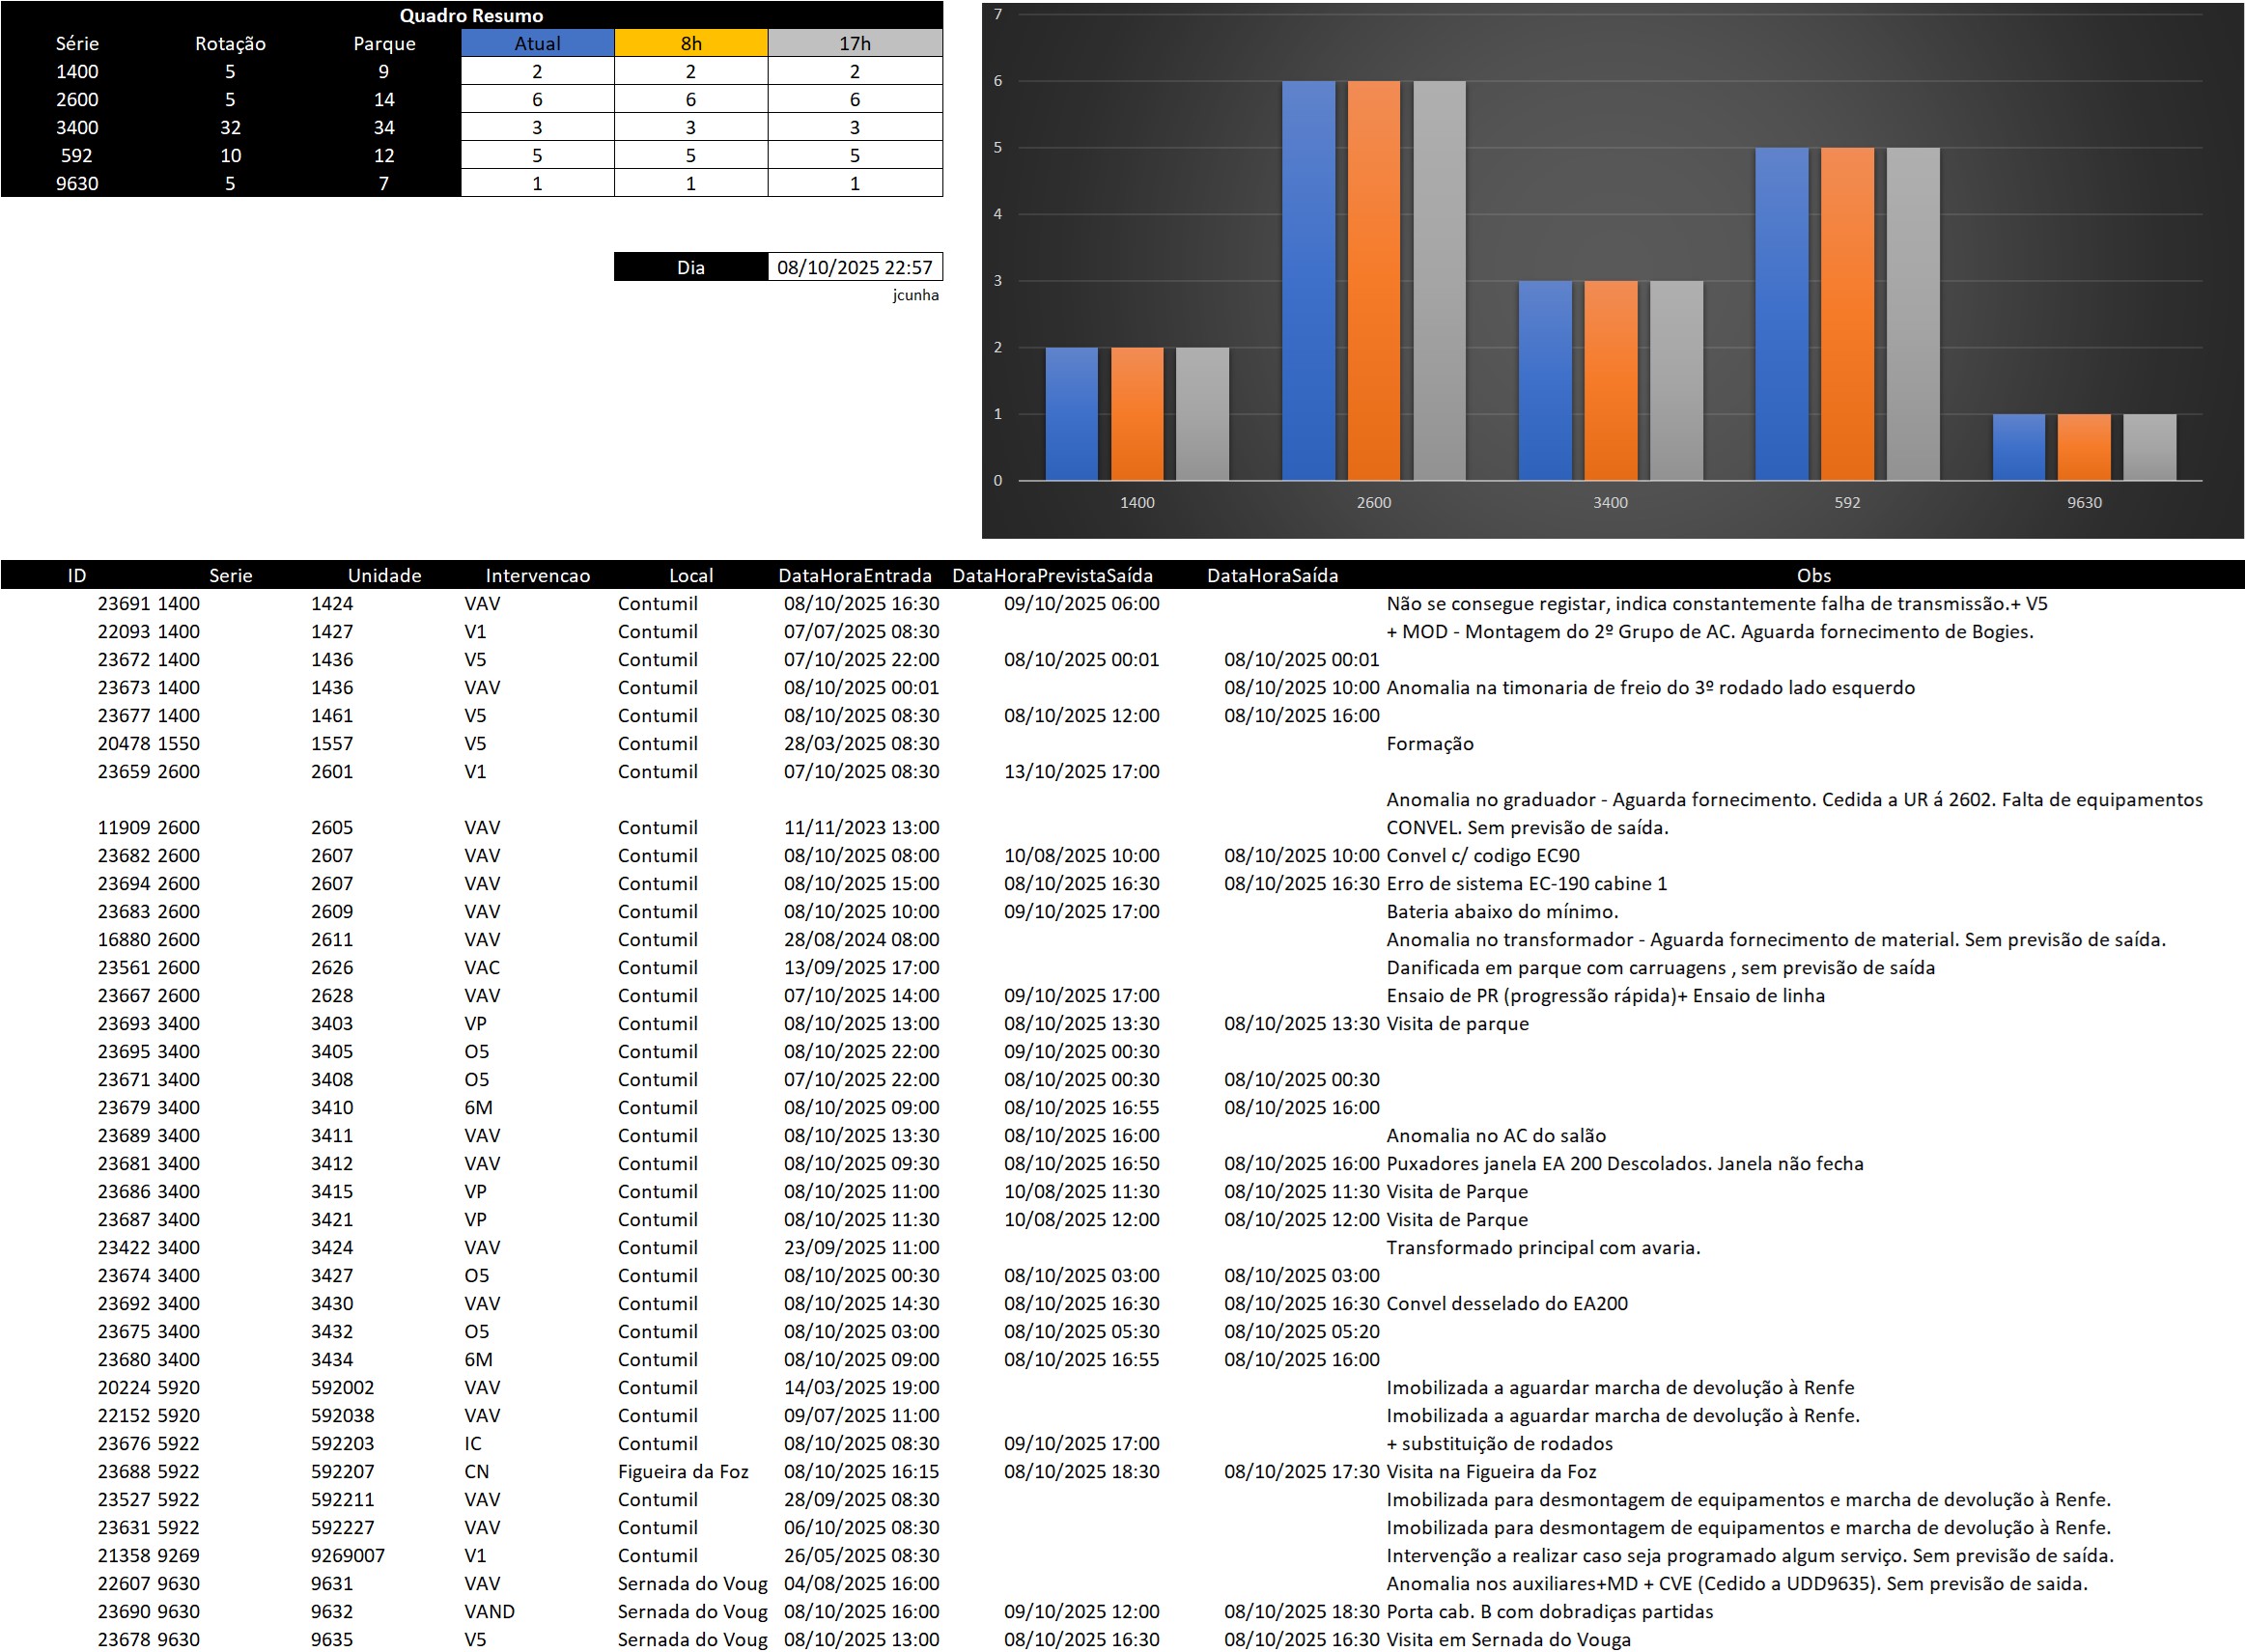 Quadro Resumo
Série Rotação Parque Atual 8h 17h
1400 5 9 2 2 2
2600 5 14 6 6 6
3400 32 34 3 3 3
592 10 12 5 5 5
9630 5 7 1 1 1
Dia 08/10/2025 22:57
jcunha
7
6
5
4
3
2
1
0
1400 2600 3400 592 9630
ID Serie Unidade Intervencao Local DataHoraEntrada DataHoraPrevistaSaída DataHoraSaída Obs
23691 1400 1424 VAV Contumil 08/10/2025 16:30 09/10/2025 06:00 Não se consegue registar, indica constantemente falha de transmissão.+ V5
22093 1400 1427 V1 Contumil 07/07/2025 08:30 + MOD - Montagem do 2º Grupo de AC. Aguarda fornecimento de Bogies.
23672 1400 1436 V5 Contumil 07/10/2025 22:00 08/10/2025 00:01 08/10/2025 00:01
23673 1400 1436 VAV Contumil 08/10/2025 00:01 08/10/2025 10:00 Anomalia na timonaria de freio do 3º rodado lado esquerdo
23677 1400 1461 V5 Contumil 08/10/2025 08:30 08/10/2025 12:00 08/10/2025 16:00
20478 1550 1557 V5 Contumil 28/03/2025 08:30 Formação
23659 2600 2601 V1 Contumil 07/10/2025 08:30 13/10/2025 17:00
Anomalia no graduador - Aguarda fornecimento. Cedida a UR á 2602. Falta de equipamentos
11909 2600 2605 VAV Contumil 11/11/2023 13:00 CONVEL. Sem previsão de saída.
23682 2600 2607 VAV Contumil 08/10/2025 08:00 10/08/2025 10:00 08/10/2025 10:00 Convel c/ codigo EC90
23694 2600 2607 VAV Contumil 08/10/2025 15:00 08/10/2025 16:30 08/10/2025 16:30 Erro de sistema EC-190 cabine 1
23683 2600 2609 VAV Contumil 08/10/2025 10:00 09/10/2025 17:00 Bateria abaixo do mínimo.
16880 2600 2611 VAV Contumil 28/08/2024 08:00 Anomalia no transformador - Aguarda fornecimento de material. Sem previsão de saída.
23561 2600 2626 VAC Contumil 13/09/2025 17:00 Danificada em parque com carruagens , sem previsão de saída
23667 2600 2628 VAV Contumil 07/10/2025 14:00 09/10/2025 17:00 Ensaio de PR (progressão rápida)+ Ensaio de linha
23693 3400 3403 VP Contumil 08/10/2025 13:00 08/10/2025 13:30 08/10/2025 13:30 Visita de parque
23695 3400 3405 O5 Contumil 08/10/2025 22:00 09/10/2025 00:30
23671 3400 3408 O5 Contumil 07/10/2025 22:00 08/10/2025 00:30 08/10/2025 00:30
23679 3400 3410 6M Contumil 08/10/2025 09:00 08/10/2025 16:55 08/10/2025 16:00
23689 3400 3411 VAV Contumil 08/10/2025 13:30 08/10/2025 16:00 Anomalia no AC do salão
23681 3400 3412 VAV Contumil 08/10/2025 09:30 08/10/2025 16:50 08/10/2025 16:00 Puxadores janela EA 200 Descolados. Janela não fecha
23686 3400 3415 VP Contumil 08/10/2025 11:00 10/08/2025 11:30 08/10/2025 11:30 Visita de Parque
23687 3400 3421 VP Contumil 08/10/2025 11:30 10/08/2025 12:00 08/10/2025 12:00 Visita de Parque
23422 3400 3424 VAV Contumil 23/09/2025 11:00 Transformado principal com avaria.
23674 3400 3427 O5 Contumil 08/10/2025 00:30 08/10/2025 03:00 08/10/2025 03:00
23692 3400 3430 VAV Contumil 08/10/2025 14:30 08/10/2025 16:30 08/10/2025 16:30 Convel desselado do EA200
23675 3400 3432 O5 Contumil 08/10/2025 03:00 08/10/2025 05:30 08/10/2025 05:20
23680 3400 3434 6M Contumil 08/10/2025 09:00 08/10/2025 16:55 08/10/2025 16:00
20224 5920 592002 VAV Contumil 14/03/2025 19:00 Imobilizada a aguardar marcha de devolução à Renfe
22152 5920 592038 VAV Contumil 09/07/2025 11:00 Imobilizada a aguardar marcha de devolução à Renfe.
23676 5922 592203 IC Contumil 08/10/2025 08:30 09/10/2025 17:00 + substituição de rodados
23688 5922 592207 CN Figueira da Foz 08/10/2025 16:15 08/10/2025 18:30 08/10/2025 17:30 Visita na Figueira da Foz
23527 5922 592211 VAV Contumil 28/09/2025 08:30 Imobilizada para desmontagem de equipamentos e marcha de devolução à Renfe.
23631 5922 592227 VAV Contumil 06/10/2025 08:30 Imobilizada para desmontagem de equipamentos e marcha de devolução à Renfe.
21358 9269 9269007 V1 Contumil 26/05/2025 08:30 Intervenção a realizar caso seja programado algum serviço. Sem previsão de saída.
22607 9630 9631 VAV Sernada do Voug 04/08/2025 16:00 Anomalia nos auxiliares+MD + CVE (Cedido a UDD9635). Sem previsão de saida.
23690 9630 9632 VAND Sernada do Voug 08/10/2025 16:00 09/10/2025 12:00 08/10/2025 18:30 Porta cab. B com dobradiças partidas
23678 9630 9635 V5 Sernada do Voug 08/10/2025 13:00 08/10/2025 16:30 08/10/2025 16:30 Visita em Sernada do Vouga